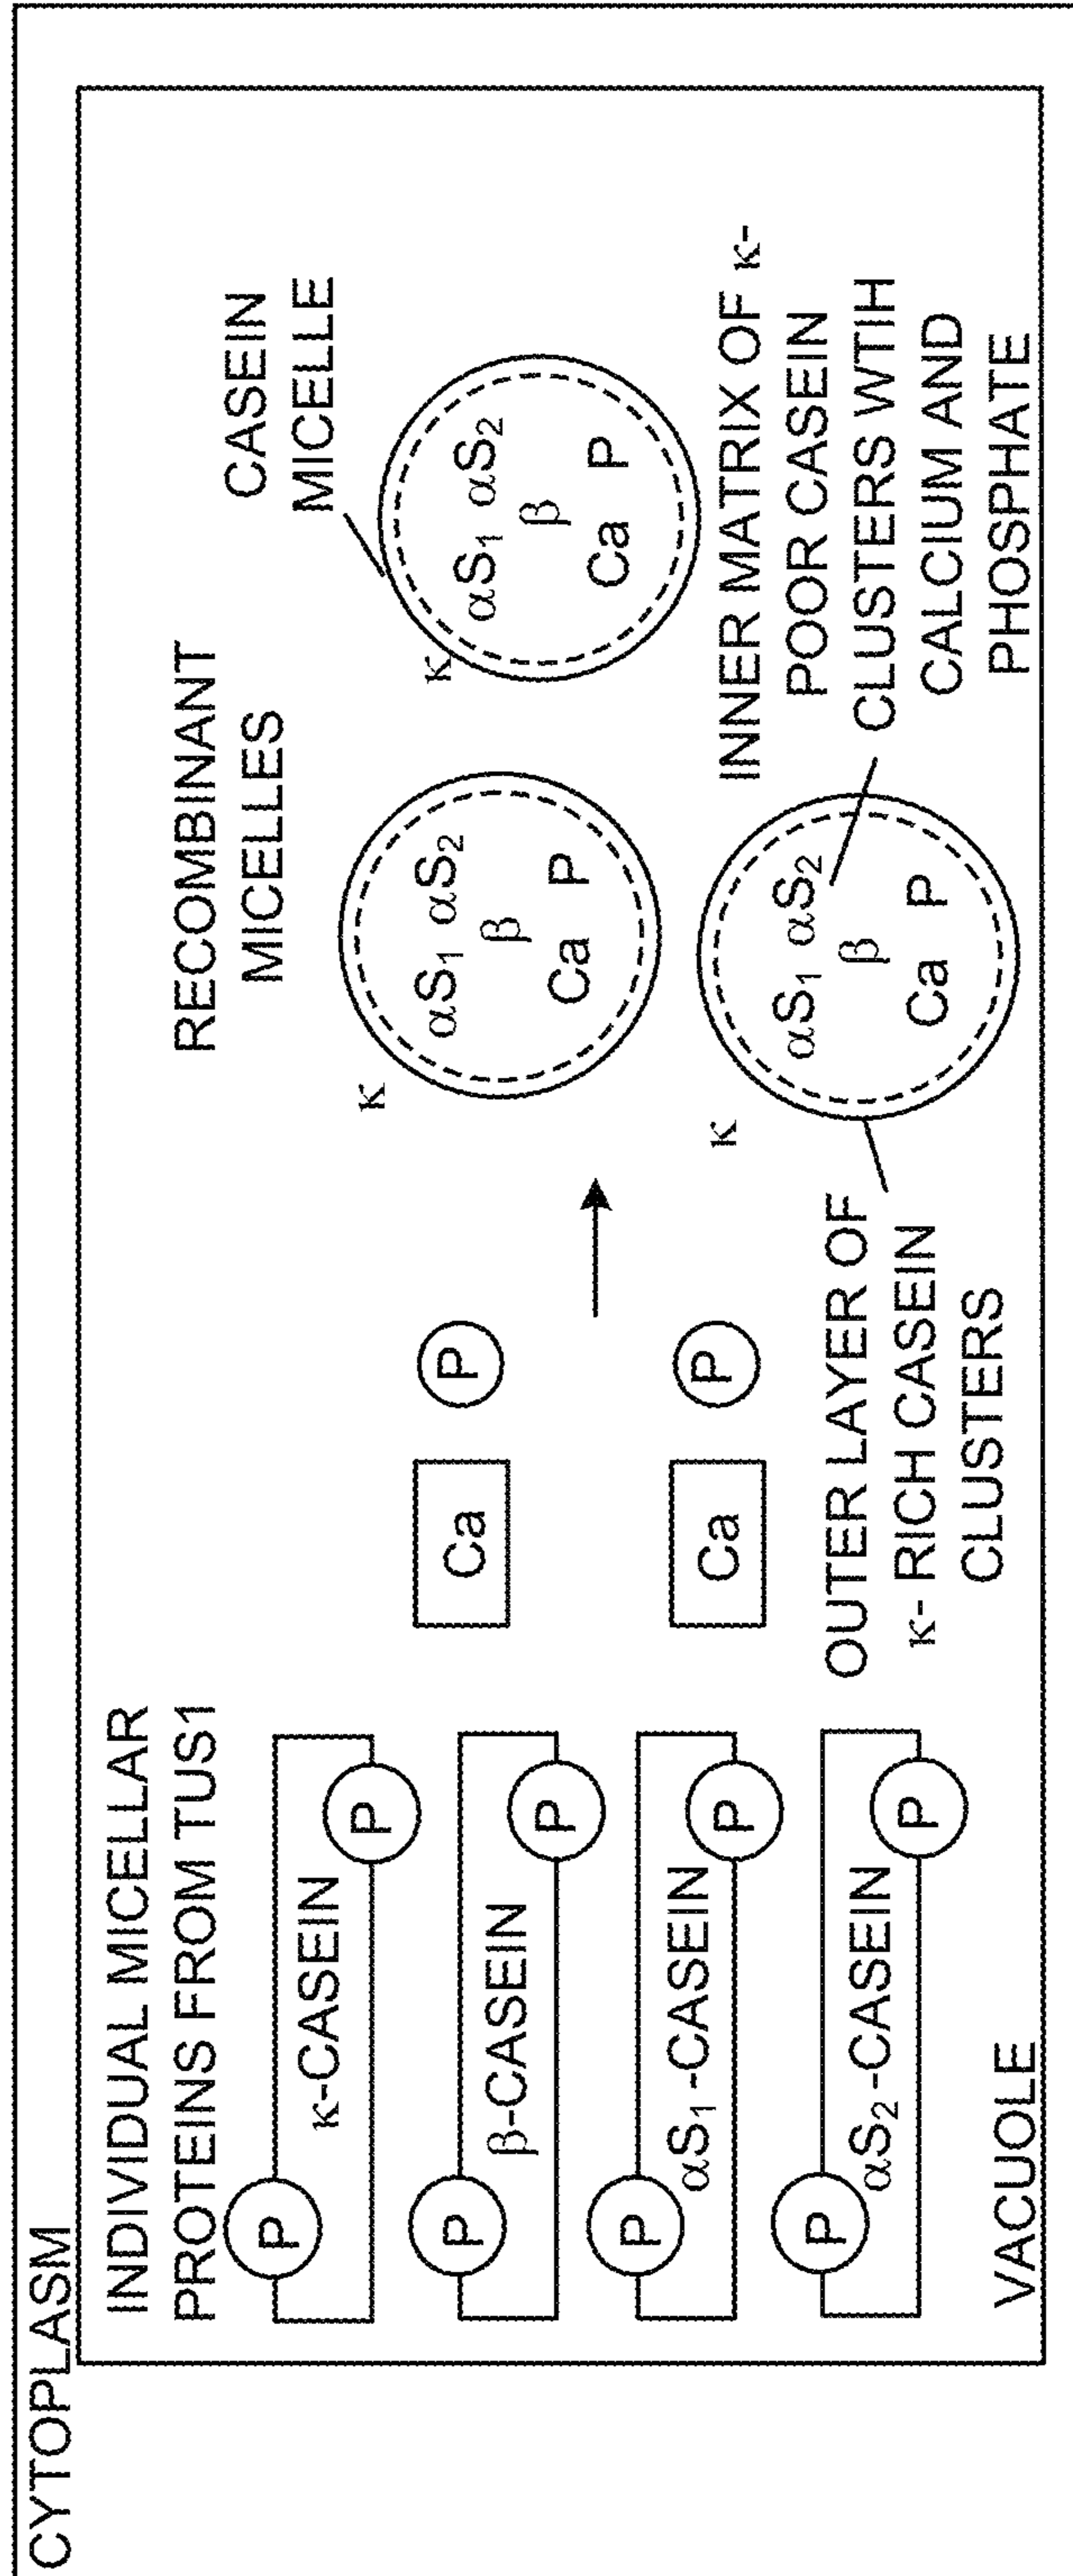 CYTOPLASM
INDIVIDUAL MICELLAR
PROTEINS FROM TUS1
P
κ-CASEIN
P
P
β-CASEIN
P
P
αS₁ -CASEIN
P
P
αS₂ -CASEIN
P
VACUOLE
Ca
P
Ca
P
RECOMBINANT
MICELLES
κ
αS₁ αS₂
β
Ca P
CASEIN
MICELLE
κ
αS₁ αS₂
β
Ca P
κ
αS₁ αS₂
β
Ca P
OUTER LAYER OF
κ- RICH CASEIN
CLUSTERS
INNER MATRIX OF κ-
POOR CASEIN
CLUSTERS WTIH
CALCIUM AND
PHOSPHATE